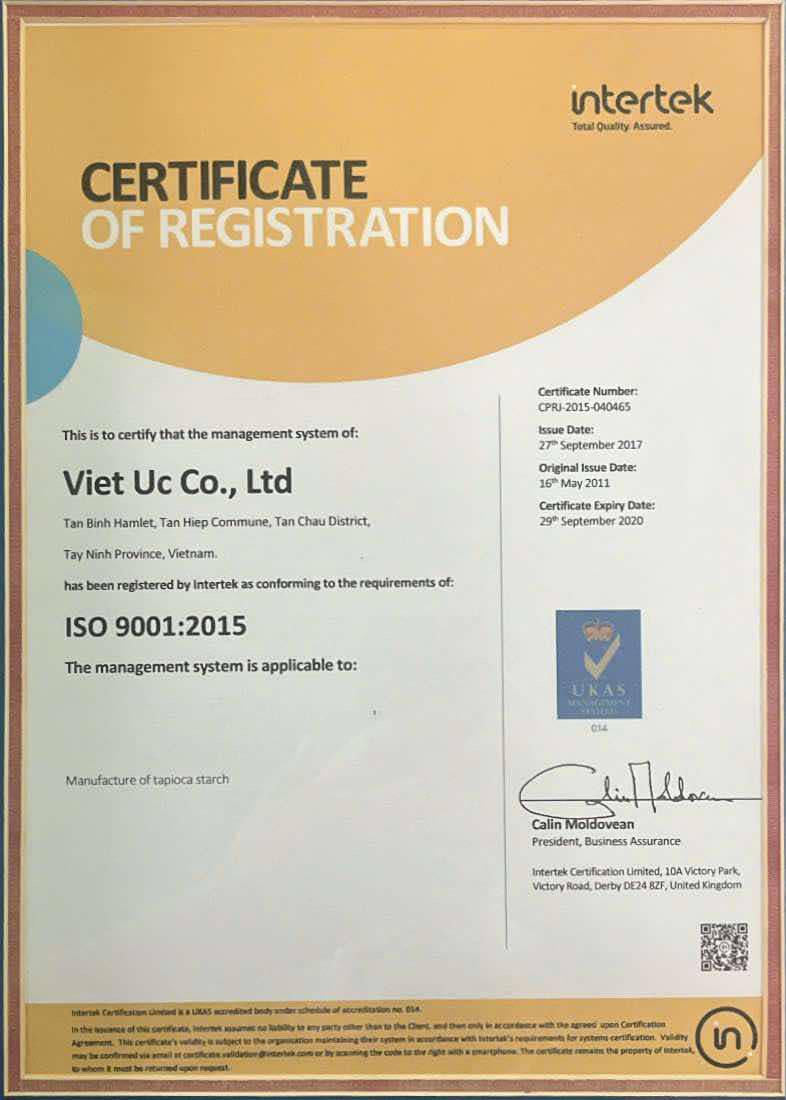 intertek
Total Quality. Assured.
CERTIFICATE
OF REGISTRATION
This is to certify that the management system of:
Viet Uc Co., Ltd
Tan Binh Hamlet, Tan Hiep Commune, Tan Chau District,
Tay Ninh Province, Vietnam.
has been registered by Intertek as conforming to the requirements of:
ISO 9001:2015
The management system is applicable to:
Manufacture of tapioca starch
Certificate Number:
CPRJ-2015-040465
Issue Date:
27th September 2017
Original Issue Date:
16th May 2011
Certificate Expiry Date:
29th September 2020
UKAS
MANAGEMENT
SYSTEMS
014
Calin Moldovean
Calin Moldovean
President, Business Assurance
Intertek Certification Limited, 10A Victory Park,
Victory Road, Derby DE24 8ZF, United Kingdom
Intertek Certification Limited is a UKAS accredited body under schedule of accreditation no. 014.
In the issuance of this certificate, Intertek assumes no liability to any party other than to the Client, and then only in accordance with the agreed upon Certification
Agreement. This certificate's validity is subject to the organisation maintaining their system in accordance with Intertek's requirements for systems certification. Validity
may be confirmed via email at certificate.validation@intertek.com or by scanning the code to the right with a smartphone. The certificate remains the property of Intertek,
to whom it must be returned upon request.
in